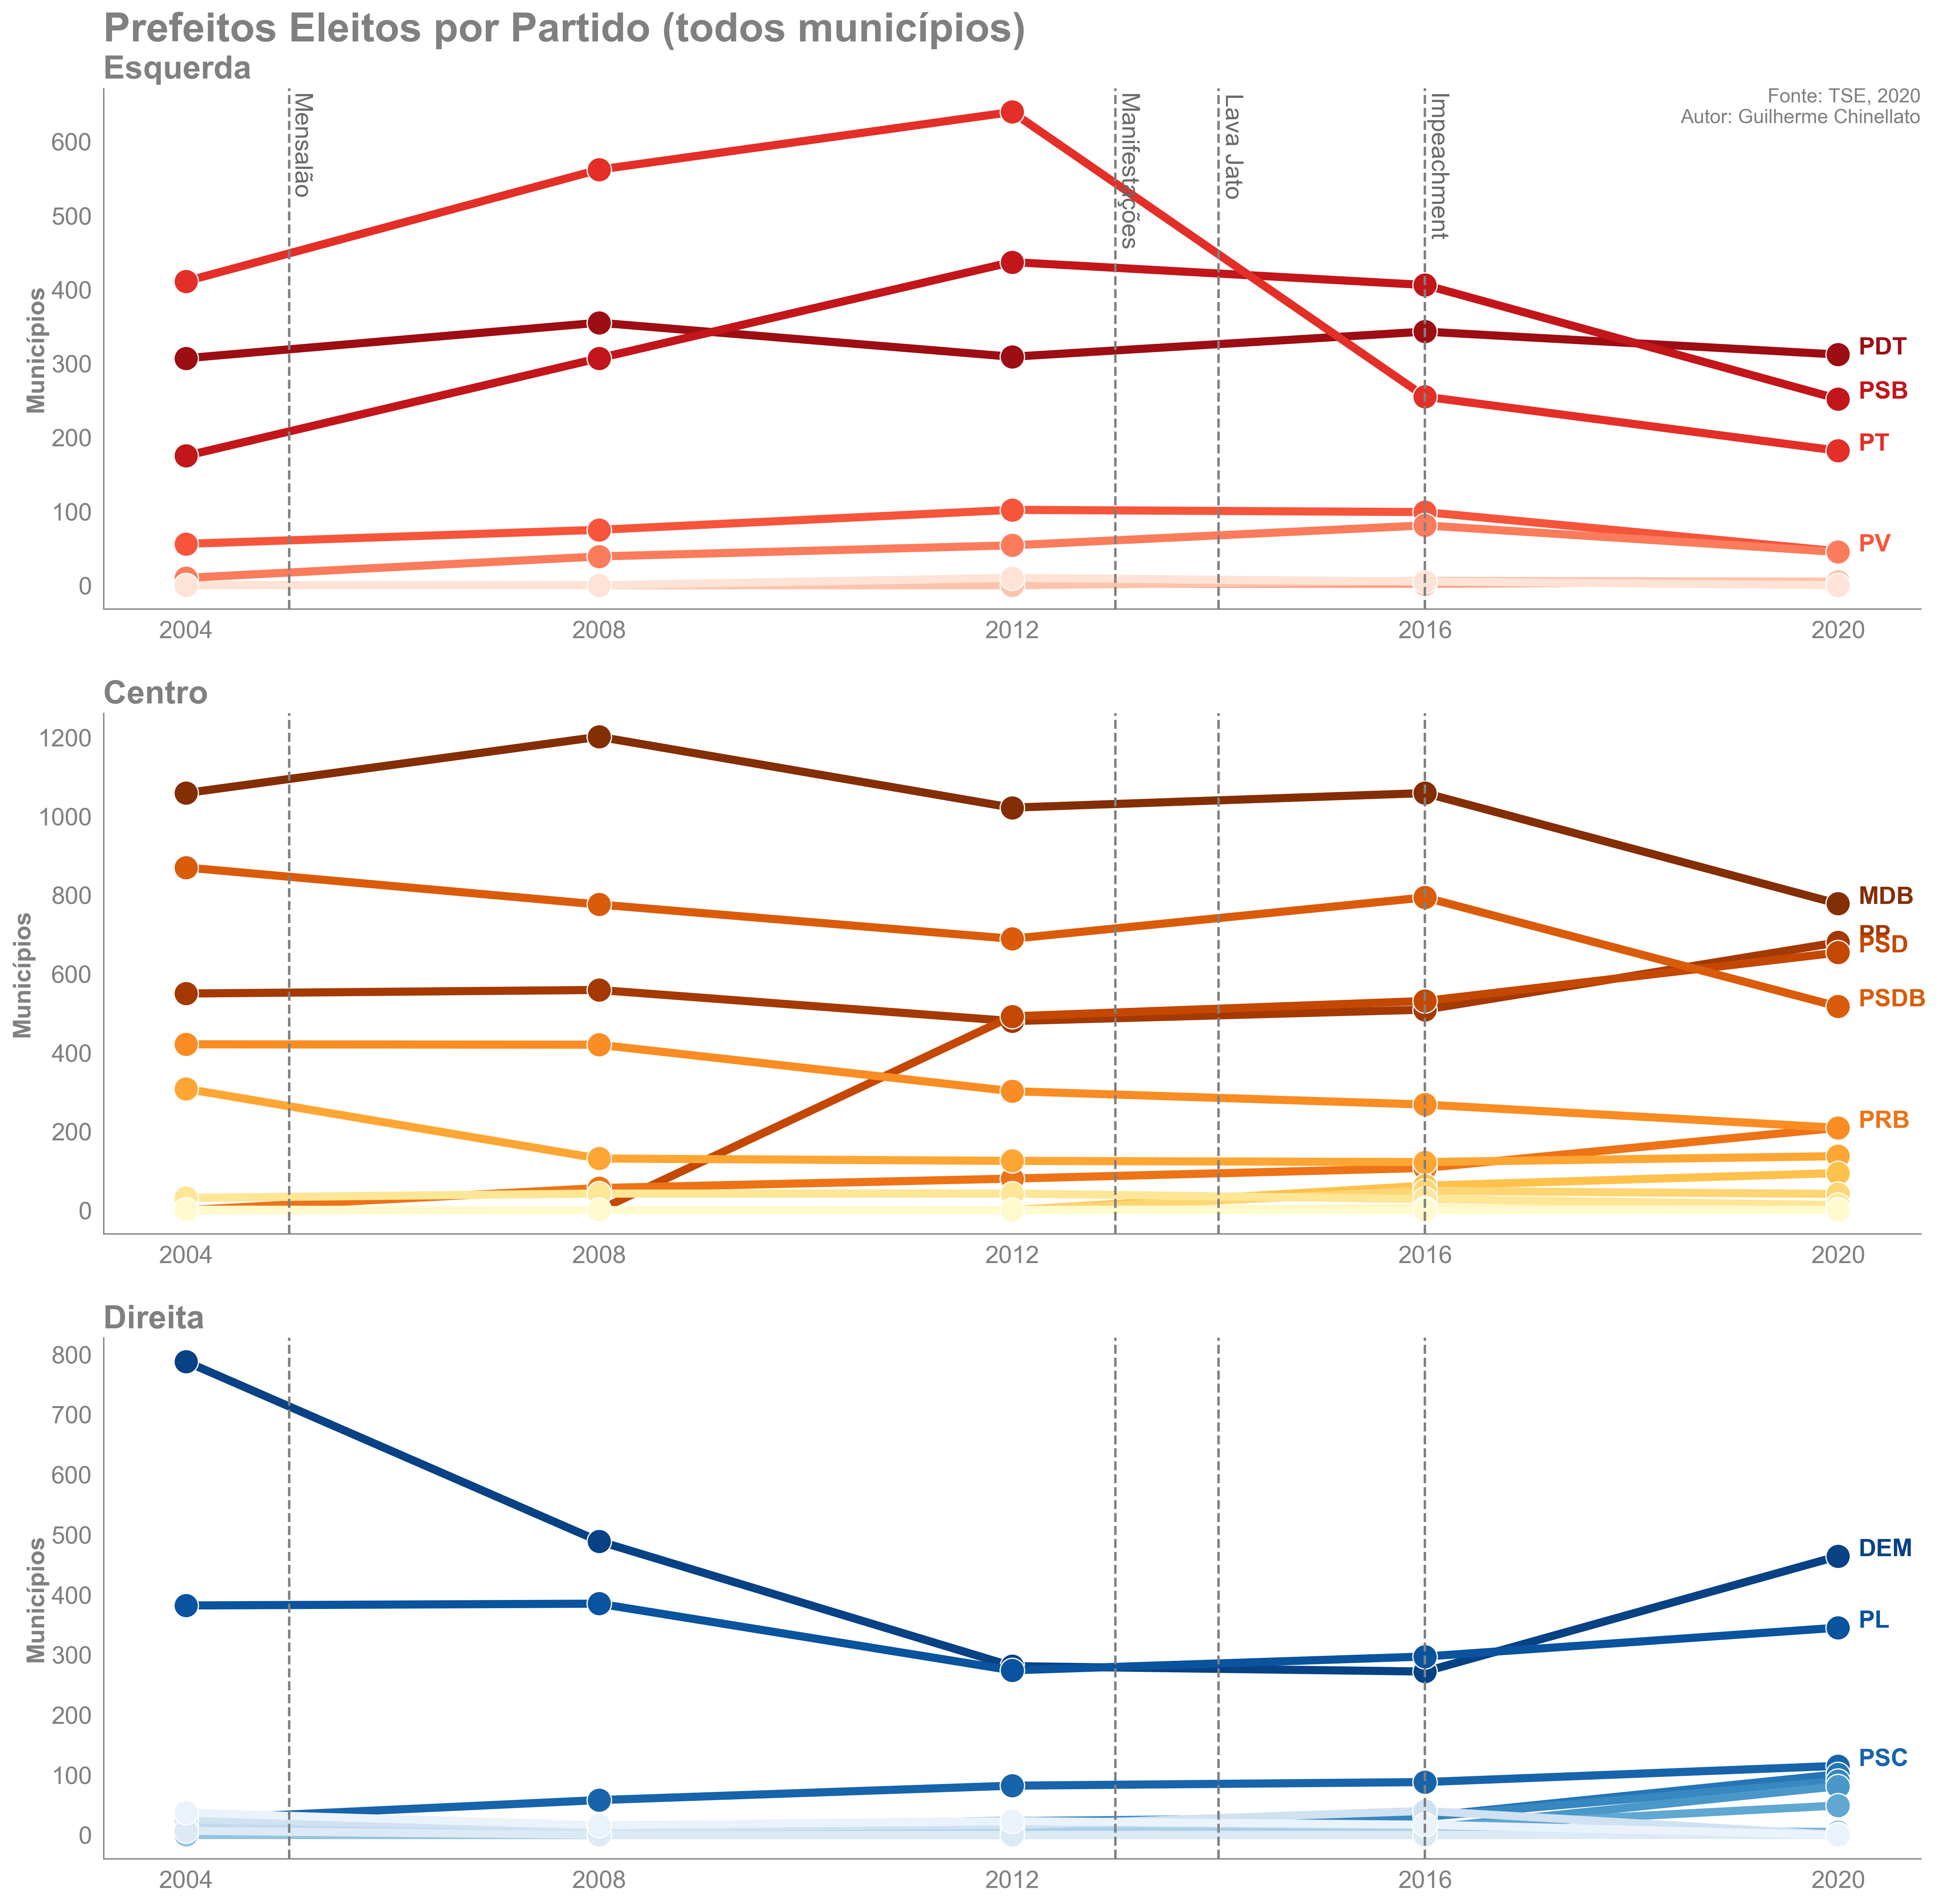 Prefeitos Eleitos por Partido (todos municípios)
Esquerda
Fonte: TSE, 2020
Autor: Guilherme Chinellato
Mensalão
Manifestações
Lava Jato
Impeachment
Municípios
600
500
400
300
200
100
0
PDT
PSB
PT
PV
2004 2008 2012 2016 2020
Centro
Municípios
1200
1000
800
600
400
200
0
MDB
PP
PSD
PSDB
PRB
2004 2008 2012 2016 2020
Direita
Municípios
800
700
600
500
400
300
200
100
0
DEM
PL
PSC
2004 2008 2012 2016 2020